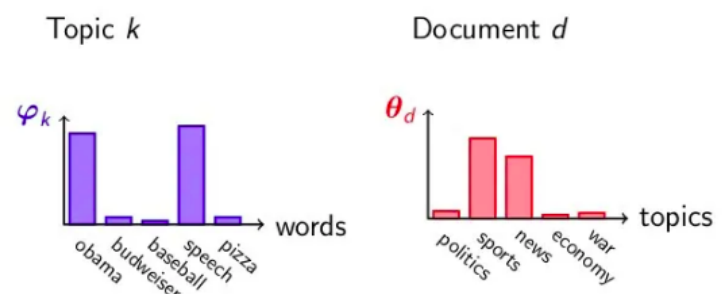 Topic k
Document d
φk
θd
words
topics
obama
budweiser
baseball
speech
pizza
politics
sports
news
economy
war